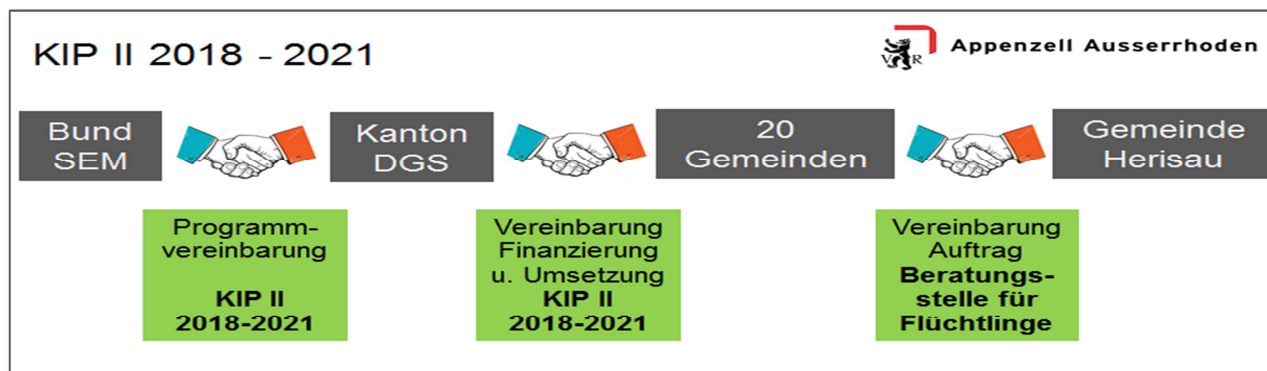 KIP II 2018 - 2021
VR
Appenzell Ausserrhoden
Bund
SEM
Kanton
DGS
20
Gemeinden
Gemeinde
Herisau
Programm-
vereinbarung
KIP II
2018-2021
Vereinbarung
Finanzierung
u. Umsetzung
KIP II
2018-2021
Vereinbarung
Auftrag
Beratungs-
stelle für
Flüchtlinge